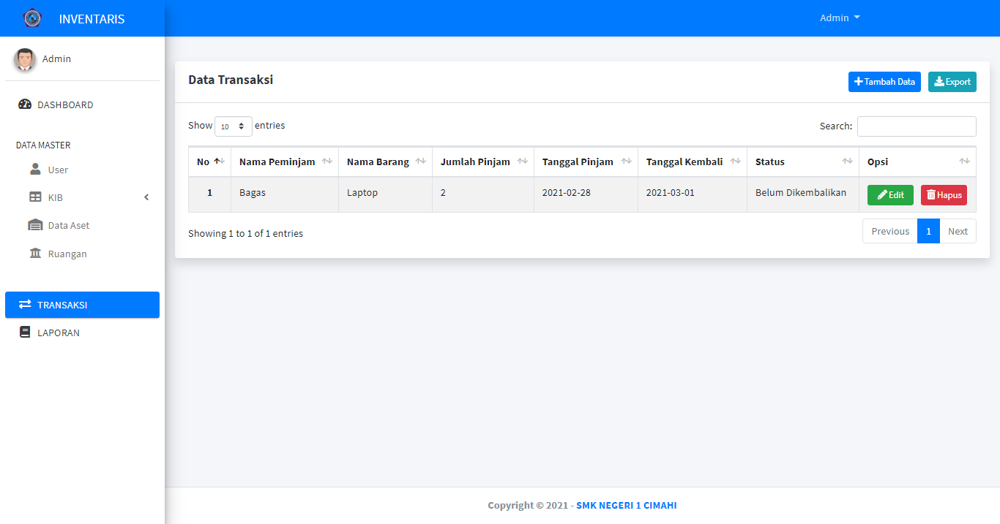 INVENTARIS
Admin
Admin
DASHBOARD
DATA MASTER
User
KIB
Data Aset
Ruangan
TRANSAKSI
LAPORAN
Data Transaksi
Tambah Data
Export
Show 10 entries
Search:
No Nama Peminjam Nama Barang Jumlah Pinjam Tanggal Pinjam Tanggal Kembali Status Opsi
1 Bagas Laptop 2 2021-02-28 2021-03-01 Belum Dikembalikan Edit Hapus
Showing 1 to 1 of 1 entries
Previous 1 Next
Copyright © 2021 - SMK NEGERI 1 CIMAHI